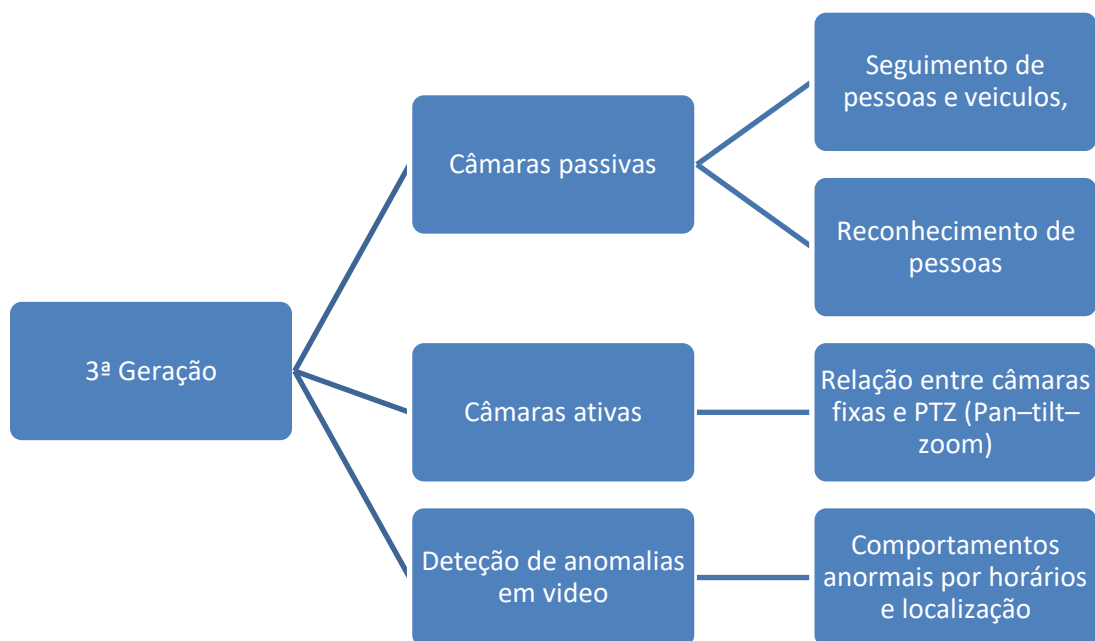 3ª Geração
Câmaras passivas
Seguimento de
pessoas e veiculos,
Reconhecimento de
pessoas
Câmaras ativas
Relação entre câmaras
fixas e PTZ (Pan–tilt–
zoom)
Deteção de anomalias
em video
Comportamentos
anormais por horários
e localização